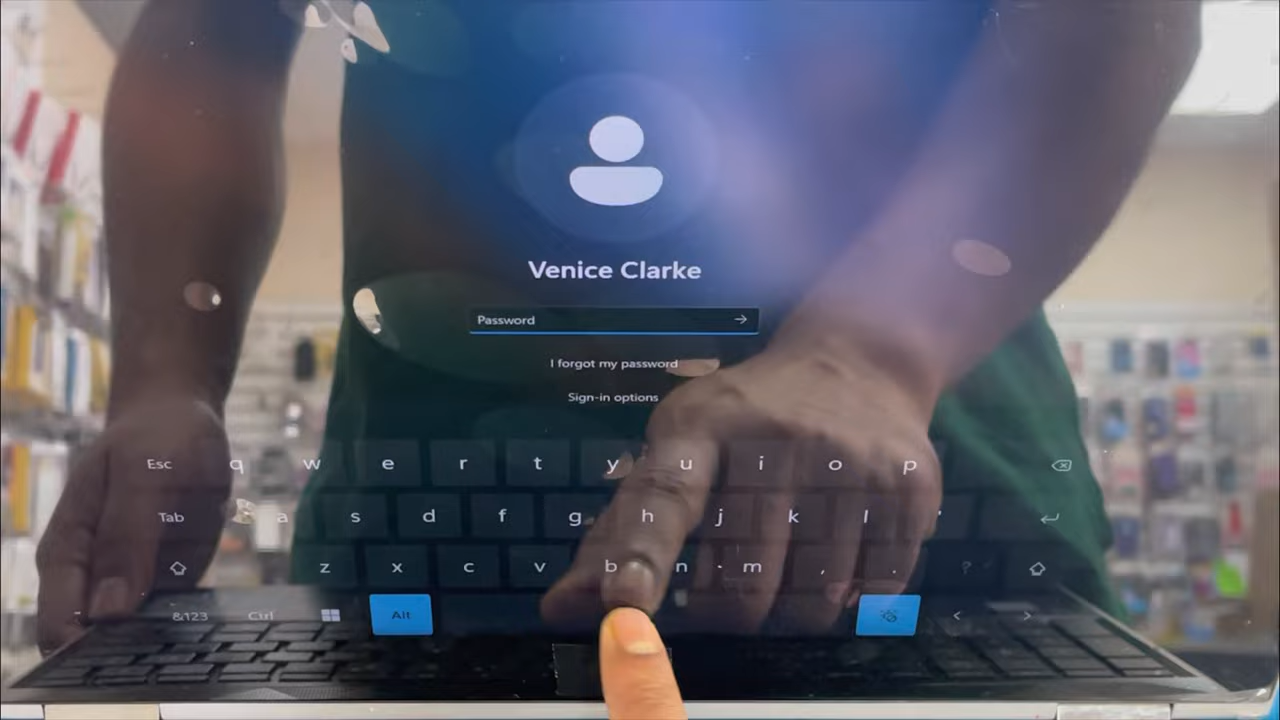 Venice Clarke
Password
I forgot my password
Sign-in options
Esc q w e r t y u i o p
Tab a s d f g h j k l '
z x c v b n m , . ?
&123 Ctrl Alt < >